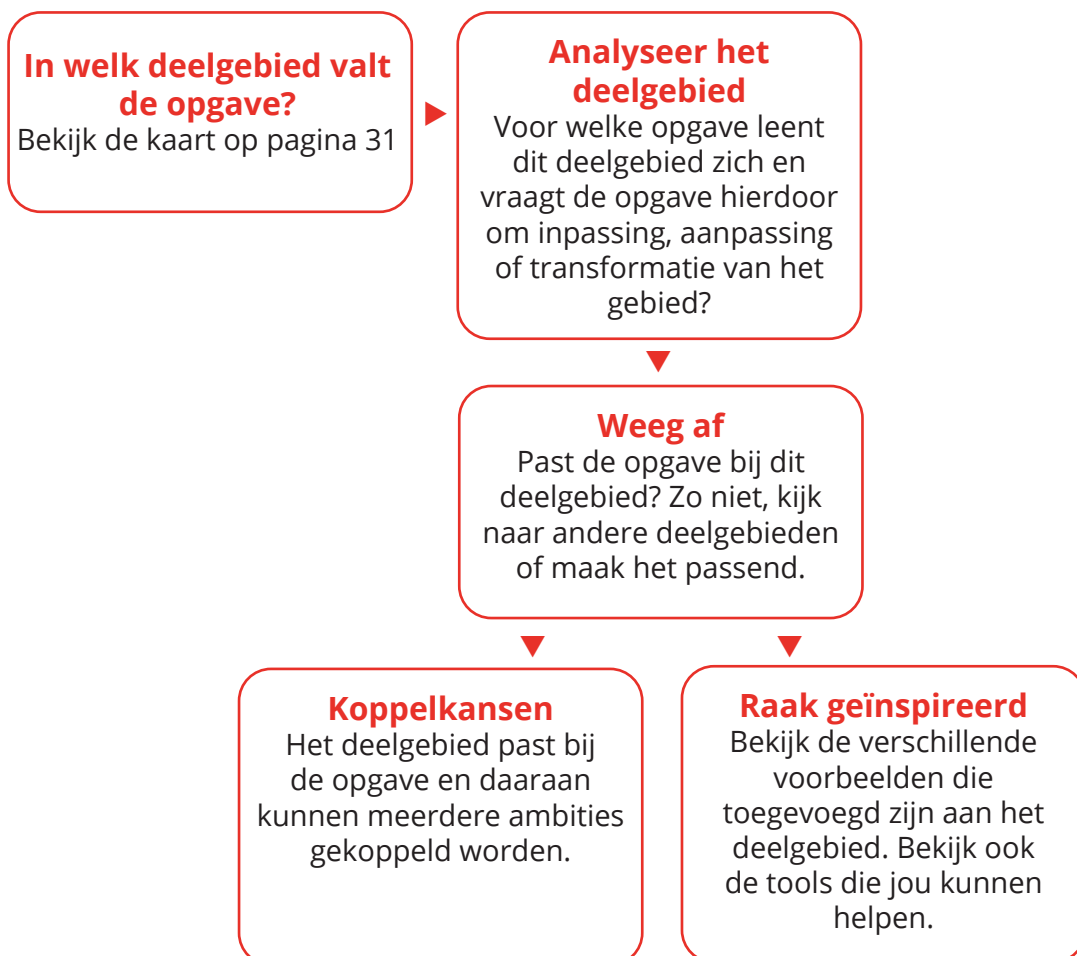 In welk deelgebied valt
de opgave?
Bekijk de kaart op pagina 31
Analyseer het
deelgebied
Voor welke opgave leent
dit deelgebied zich en
vraagt de opgave hierdoor
om inpassing, aanpassing
of transformatie van het
gebied?
Weeg af
Past de opgave bij dit
deelgebied? Zo niet, kijk
naar andere deelgebieden
of maak het passend.
Koppelkansen
Het deelgebied past bij
de opgave en daaraan
kunnen meerdere ambities
gekoppeld worden.
Raak geïnspireerd
Bekijk de verschillende
voorbeelden die
toegevoegd zijn aan het
deelgebied. Bekijk ook
de tools die jou kunnen
helpen.